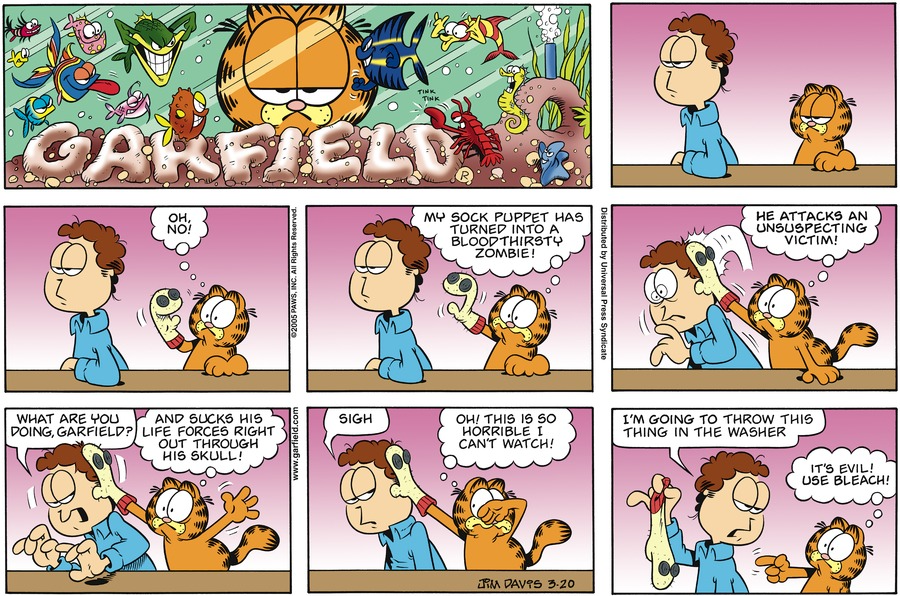 TINK
TINK
GARFIELD
R
OH,
NO!
©2005 PAWS, INC. All Rights Reserved.
MY SOCK PUPPET HAS
TURNED INTO A
BLOODTHIRSTY
ZOMBIE!
Distributed by Universal Press Syndicate
HE ATTACKS AN
UNSUSPECTING
VICTIM!
WHAT ARE YOU
DOING, GARFIELD?
AND SUCKS HIS
LIFE FORCES RIGHT
OUT THROUGH
HIS SKULL!
www.garfield.com
SIGH
OH! THIS IS SO
HORRIBLE I
CAN'T WATCH!
JIM DAVIS 3-20
I'M GOING TO THROW THIS
THING IN THE WASHER
IT'S EVIL!
USE BLEACH!